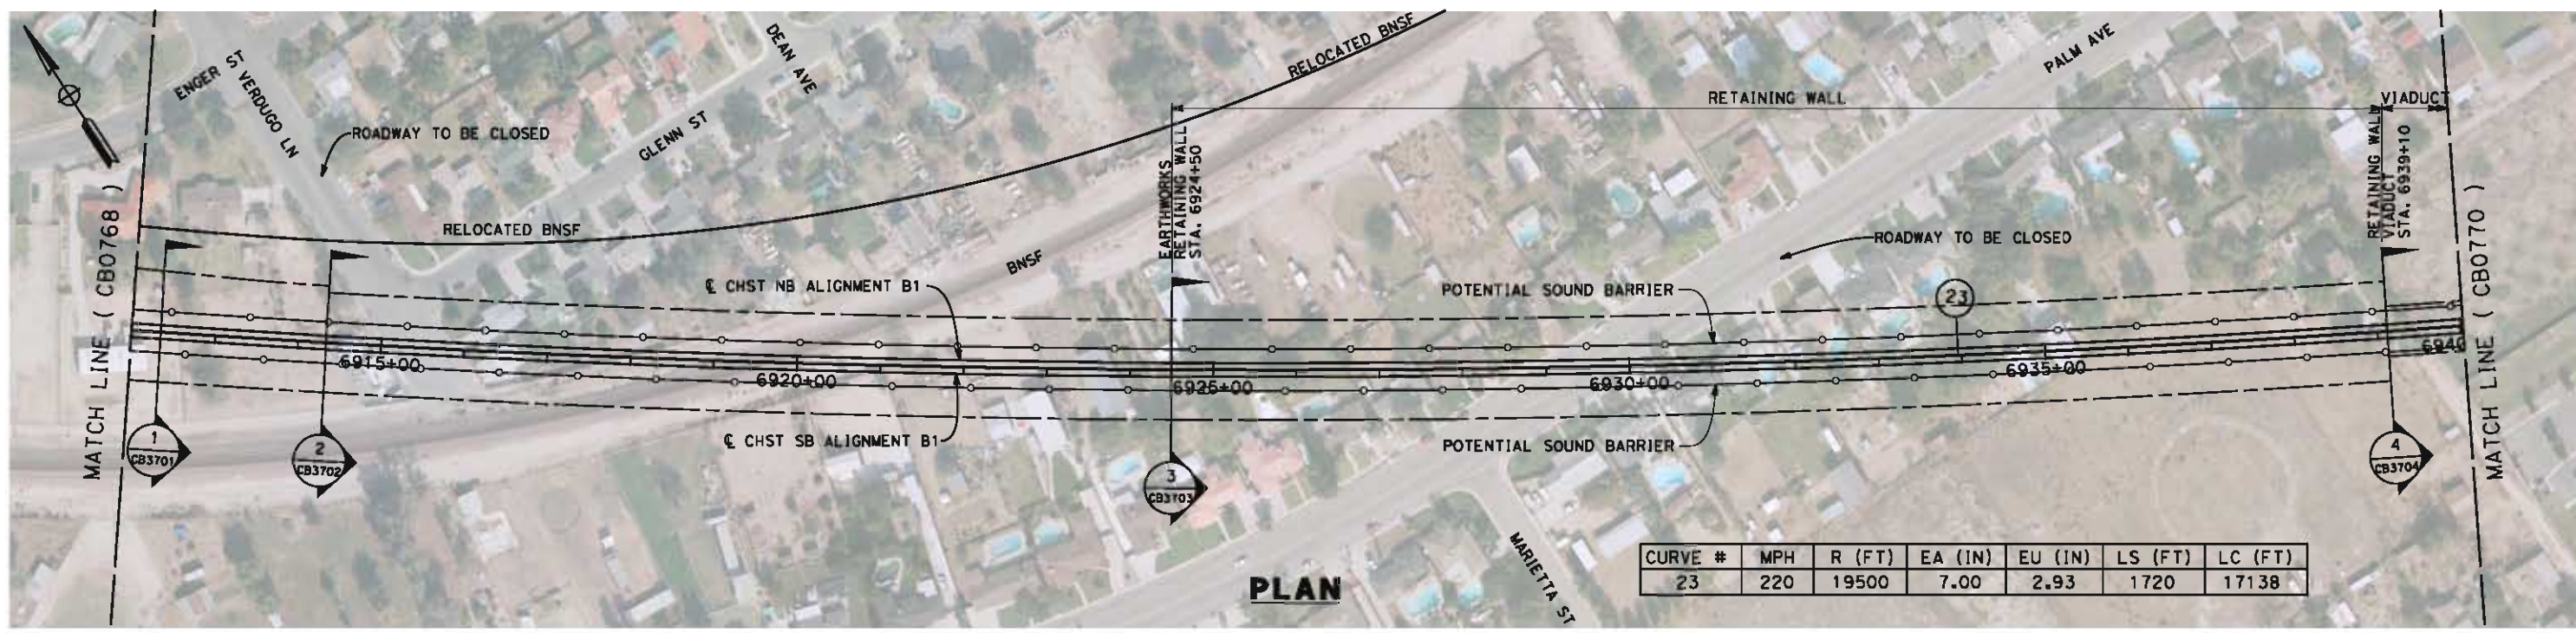 ENGER ST
VERDUGO LN
ROADWAY TO BE CLOSED
GLENN ST
DEAN AVE
RELOCATED BNSF
RETAINING WALL
PALM AVE
VIADUCT
MATCH LINE ( CB0768 )
RELOCATED BNSF
BNSF
EARTHWORKS
RETAINING WALL
STA. 6924+50
ROADWAY TO BE CLOSED
RETAINING WALL
VIADUCT
STA. 6939+10
MATCH LINE ( CB0770 )
℄ CHST NB ALIGNMENT B1
POTENTIAL SOUND BARRIER
23
6915+00
6920+00
6925+00
6930+00
6935+00
6940
℄ CHST SB ALIGNMENT B1
POTENTIAL SOUND BARRIER
1
CB3701
2
CB3702
3
CB3703
4
CB3704
MARIETTA ST
PLAN
CURVE # MPH R (FT) EA (IN) EU (IN) LS (FT) LC (FT)
23 220 19500 7.00 2.93 1720 17138